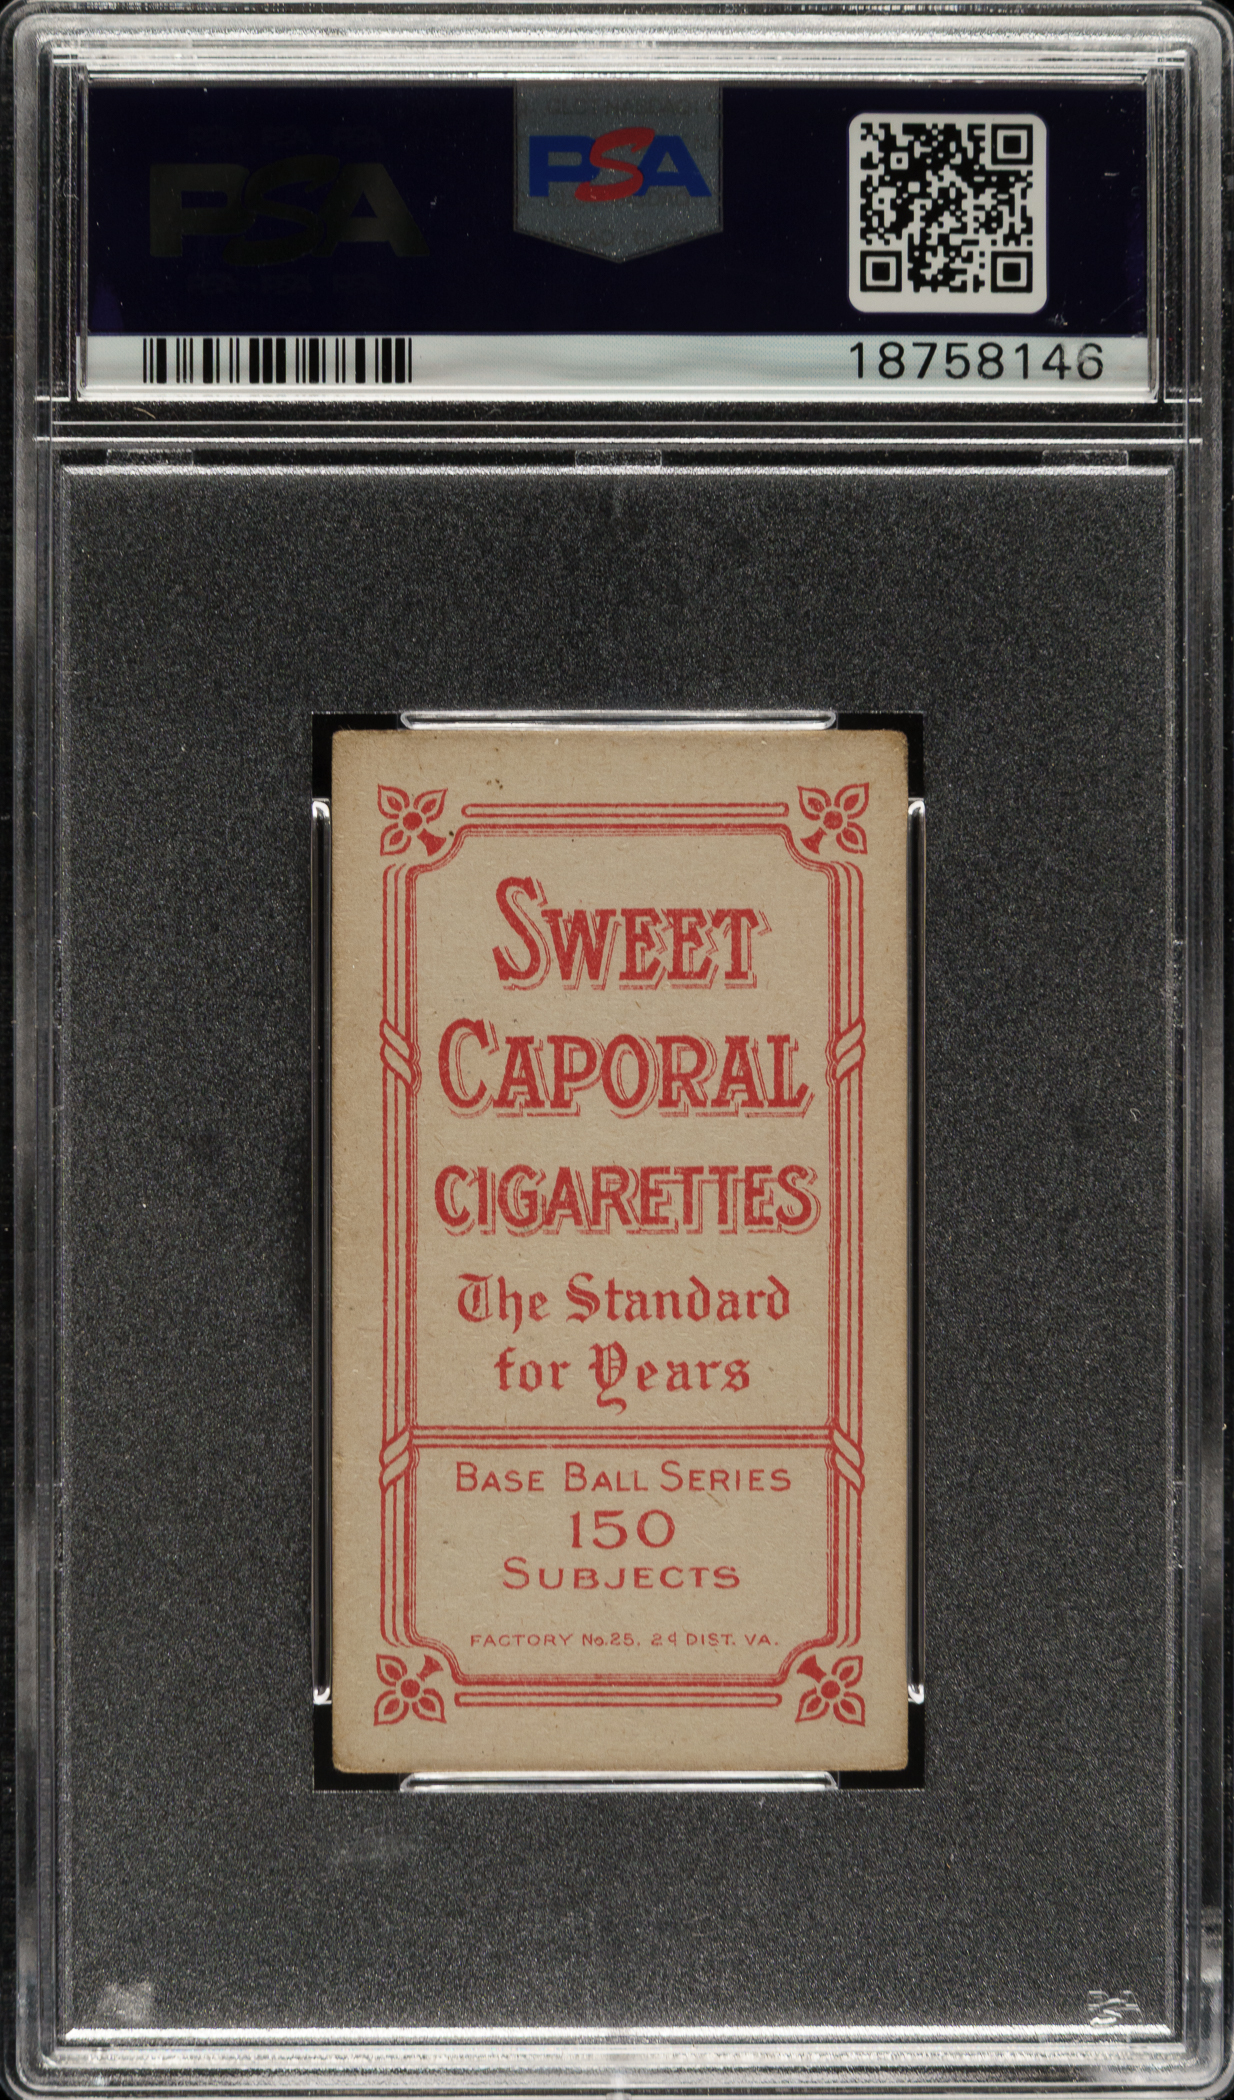 PSA
PSA
18758146
SWEET
CAPORAL
CIGARETTES
The Standard
for Years
BASE BALL SERIES
150
SUBJECTS
FACTORY No. 25, 2d DIST. VA.